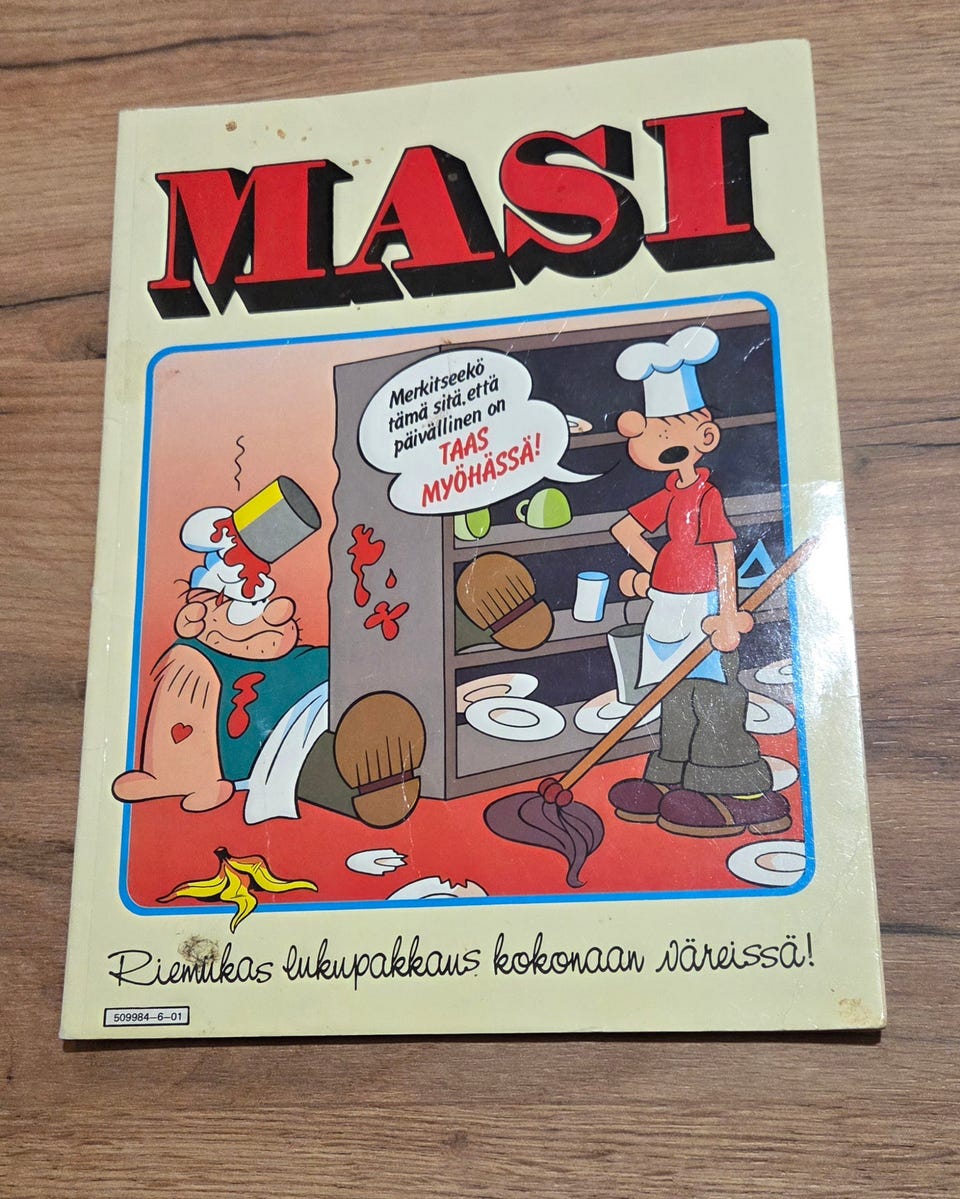 MASI
Merkitseekö
tämä sitä, että
päivällinen on
TAAS
MYÖHÄSSÄ!
Riemukas lukupakkaus kokonaan väreissä!
509984-6-01